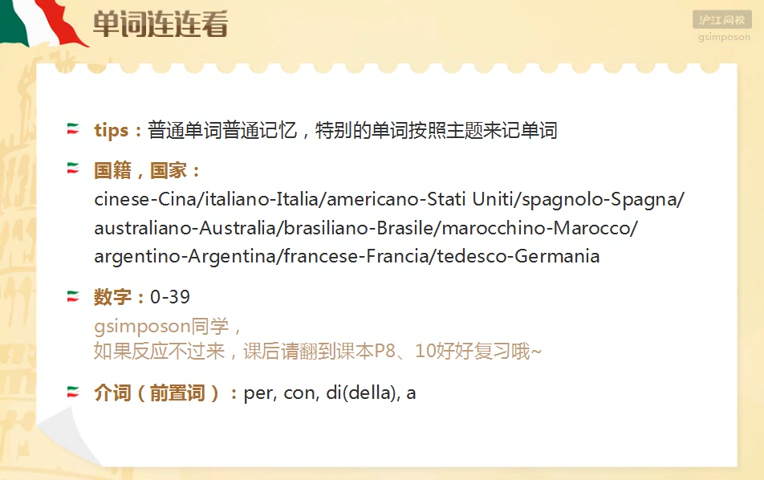 单词连连看
沪江网校
gsimposon
tips：普通单词普通记忆，特别的单词按照主题来记单词
国籍，国家：
cinese-Cina/italiano-Italia/americano-Stati Uniti/spagnolo-Spagna/
australiano-Australia/brasiliano-Brasile/marocchino-Marocco/
argentino-Argentina/francese-Francia/tedesco-Germania
数字：0-39
gsimposon同学，
如果反应不过来，课后请翻到课本P8、10好好复习哦~
介词（前置词）：per, con, di(della), a